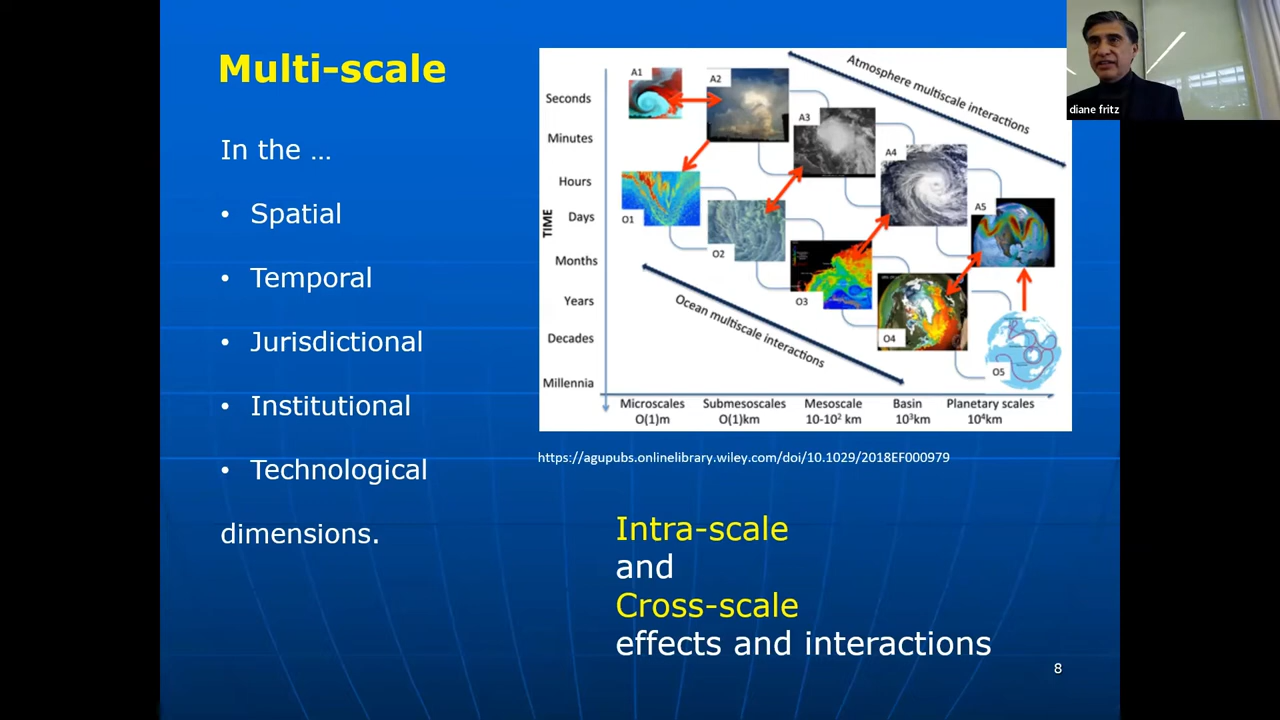 Multi-scale
In the …
• Spatial
• Temporal
• Jurisdictional
• Institutional
• Technological
dimensions.
TIME
Seconds
Minutes
Hours
Days
Months
Years
Decades
Millennia
A1
A2
A3
A4
A5
O1
O2
O3
O4
O5
Atmosphere multiscale interactions
Ocean multiscale interactions
Microscales
O(1)m
Submesoscales
O(1)km
Mesoscale
10-10² km
Basin
10³km
Planetary scales
10⁴km
https://agupubs.onlinelibrary.wiley.com/doi/10.1029/2018EF000979
Intra-scale
and
Cross-scale
effects and interactions
8
diane fritz